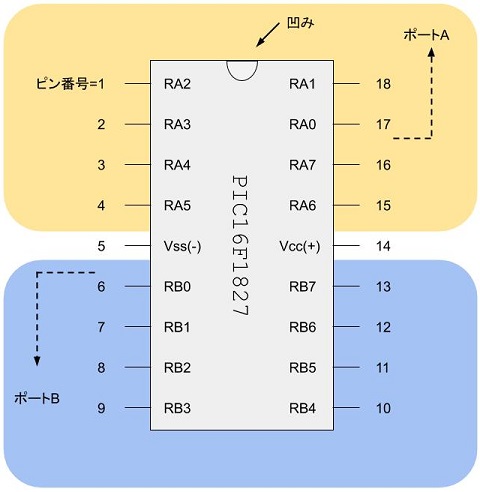 凹み
ポートA
ピン番号=1 RA2 RA1 18
2 RA3 RA0 17
3 RA4 RA7 16
4 RA5 RA6 15
5 Vss(-) Vcc(+) 14
PIC16F1827
6 RB0 RB7 13
7 RB1 RB6 12
8 RB2 RB5 11
ポートB
9 RB3 RB4 10